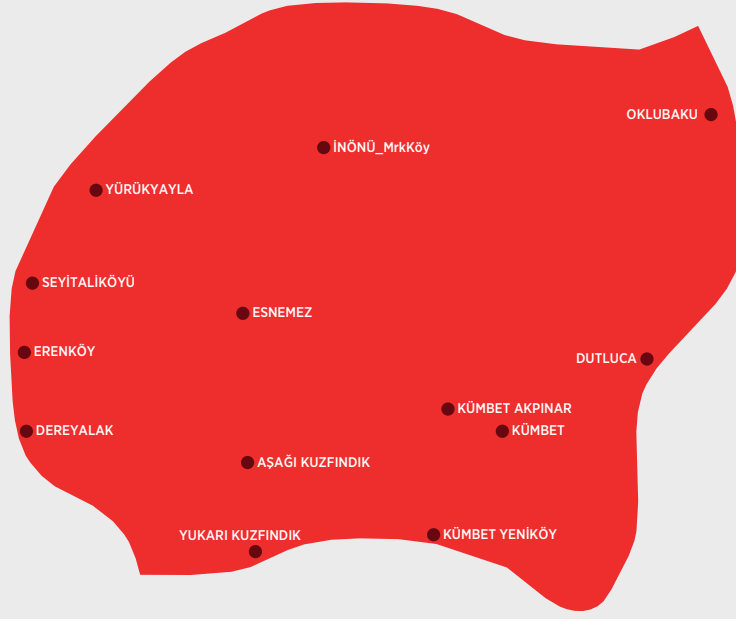 OKLUBAKU
İNÖNÜ_MrkKöy
YÜRÜKYAYLA
SEYİTALİKÖYÜ
ESNEMEZ
ERENKÖY
DUTLUCA
KÜMBET AKPINAR
DEREYALAK
KÜMBET
AŞAĞI KUZFINDIK
YUKARI KUZFINDIK
KÜMBET YENİKÖY